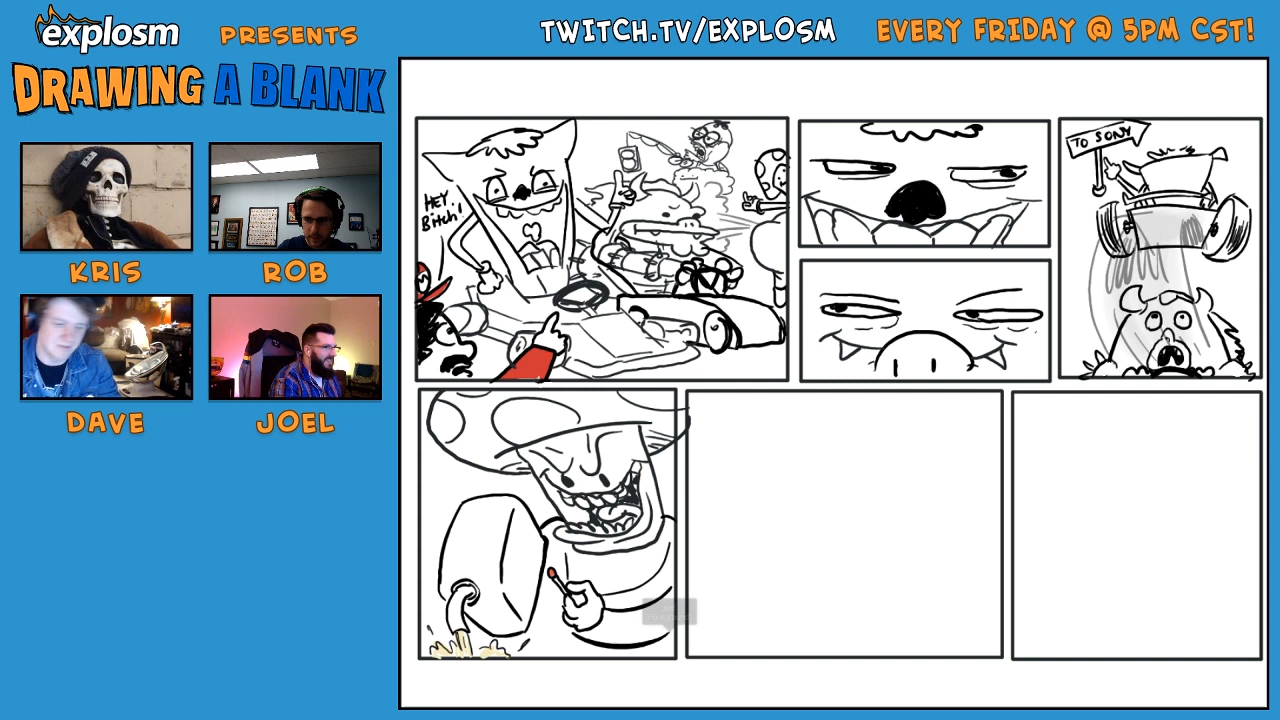 explosm PRESENTS
DRAWING A BLANK
TWITCH.TV/EXPLOSM EVERY FRIDAY @ 5PM CST!
KRIS
ROB
DAVE
JOEL
HEY
Bitch!
M
TO SONY